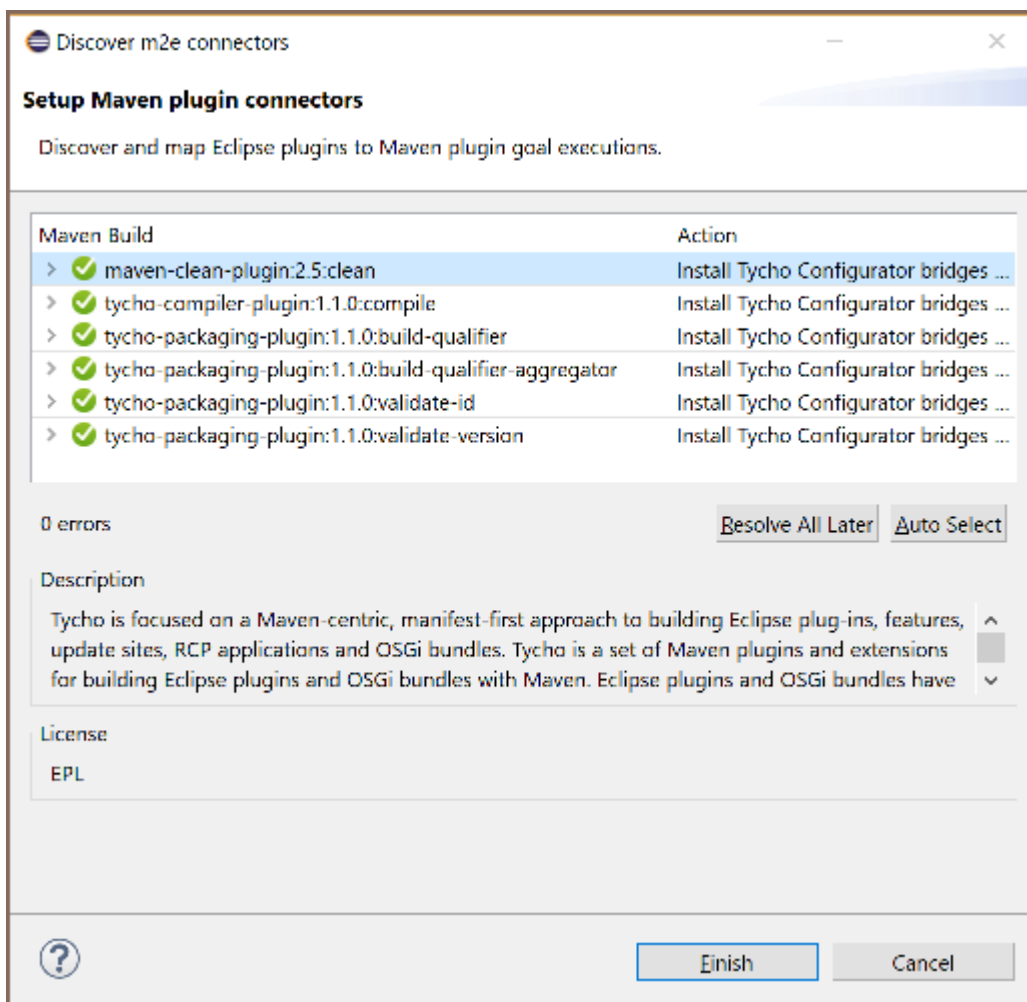 Discover m2e connectors
Setup Maven plugin connectors
Discover and map Eclipse plugins to Maven plugin goal executions.
Maven Build Action
maven-clean-plugin:2.5:clean Install Tycho Configurator bridges ...
tycho-compiler-plugin:1.1.0:compile Install Tycho Configurator bridges ...
tycho-packaging-plugin:1.1.0:build-qualifier Install Tycho Configurator bridges ...
tycho-packaging-plugin:1.1.0:build-qualifier-aggregator Install Tycho Configurator bridges ...
tycho-packaging-plugin:1.1.0:validate-id Install Tycho Configurator bridges ...
tycho-packaging-plugin:1.1.0:validate-version Install Tycho Configurator bridges ...
0 errors Resolve All Later Auto Select
Description
Tycho is focused on a Maven-centric, manifest-first approach to building Eclipse plug-ins, features,
update sites, RCP applications and OSGi bundles. Tycho is a set of Maven plugins and extensions
for building Eclipse plugins and OSGi bundles with Maven. Eclipse plugins and OSGi bundles have
License
EPL
? Finish Cancel